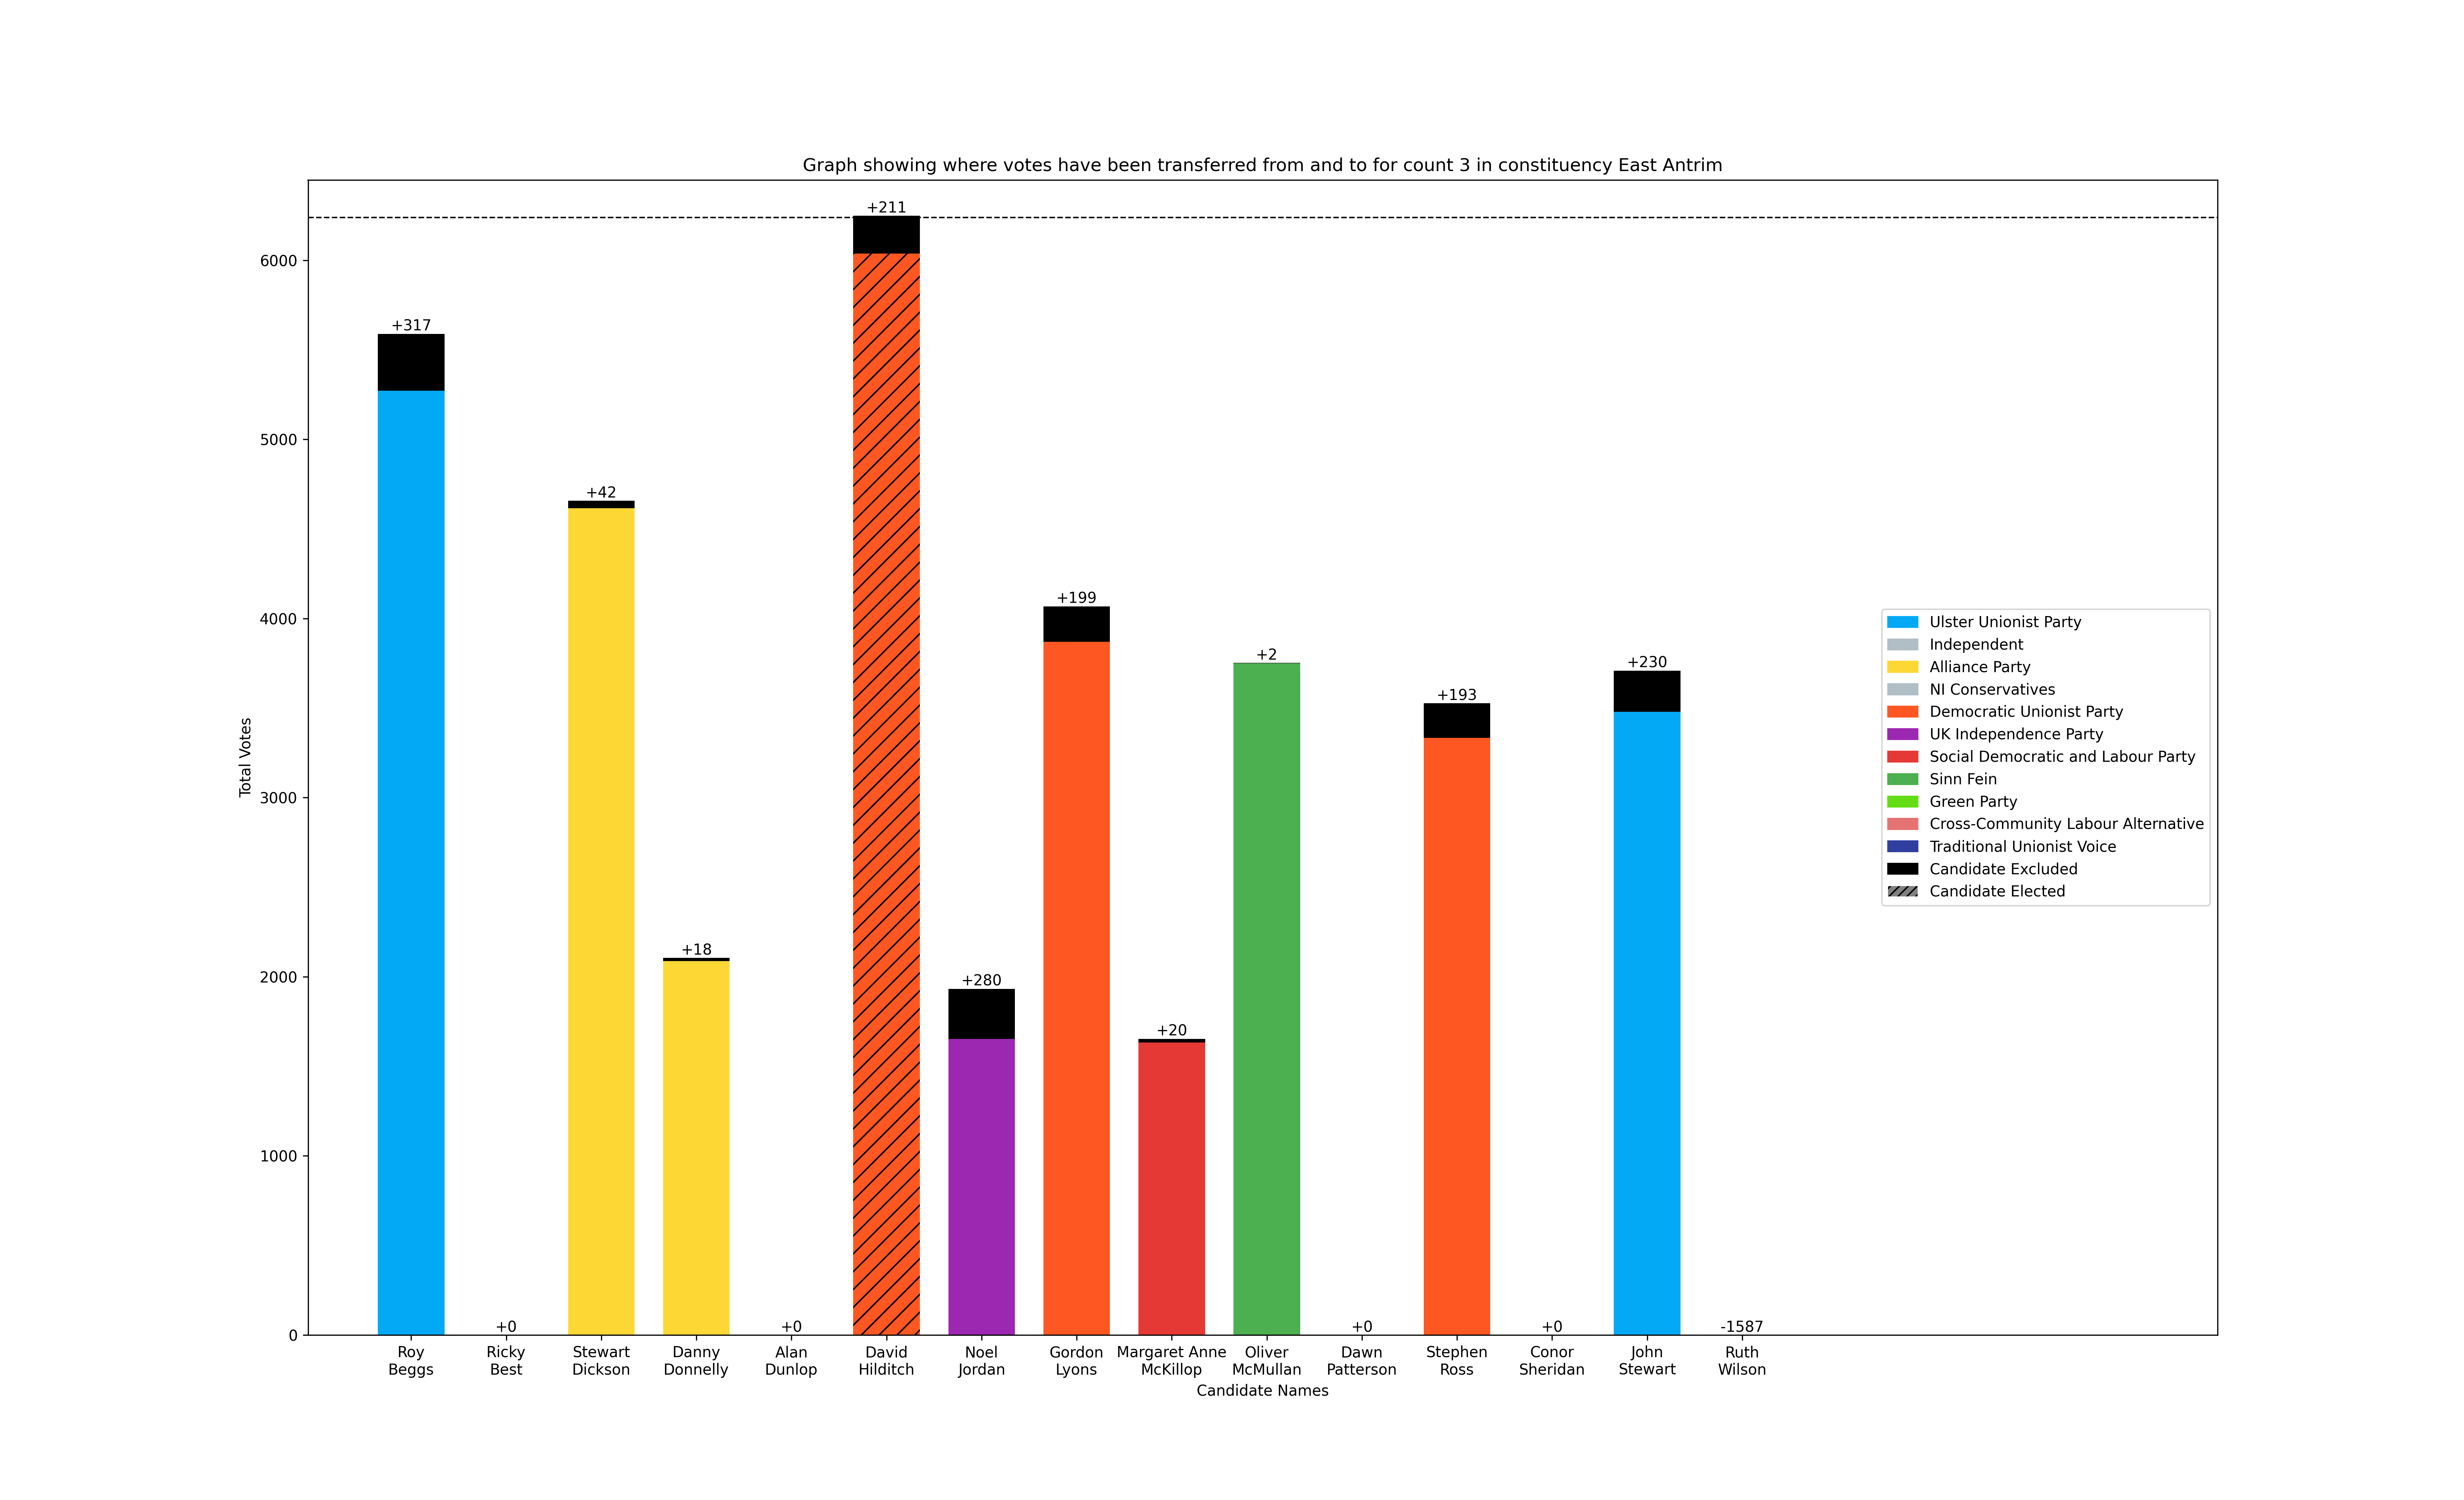 Graph showing where votes have been transferred from and to for count 3 in constituency East Antrim
+211
+317
+42
+199
+2
+230
+193
+18
+280
+20
+0
+0
+0
+0
-1587
6000
5000
4000
3000
2000
1000
0
Total Votes
Ulster Unionist Party
Independent
Alliance Party
NI Conservatives
Democratic Unionist Party
UK Independence Party
Social Democratic and Labour Party
Sinn Fein
Green Party
Cross-Community Labour Alternative
Traditional Unionist Voice
Candidate Excluded
Candidate Elected
Roy
Beggs
Ricky
Best
Stewart
Dickson
Danny
Donnelly
Alan
Dunlop
David
Hilditch
Noel
Jordan
Gordon
Lyons
Margaret Anne
McKillop
Oliver
McMullan
Dawn
Patterson
Stephen
Ross
Conor
Sheridan
John
Stewart
Ruth
Wilson
Candidate Names